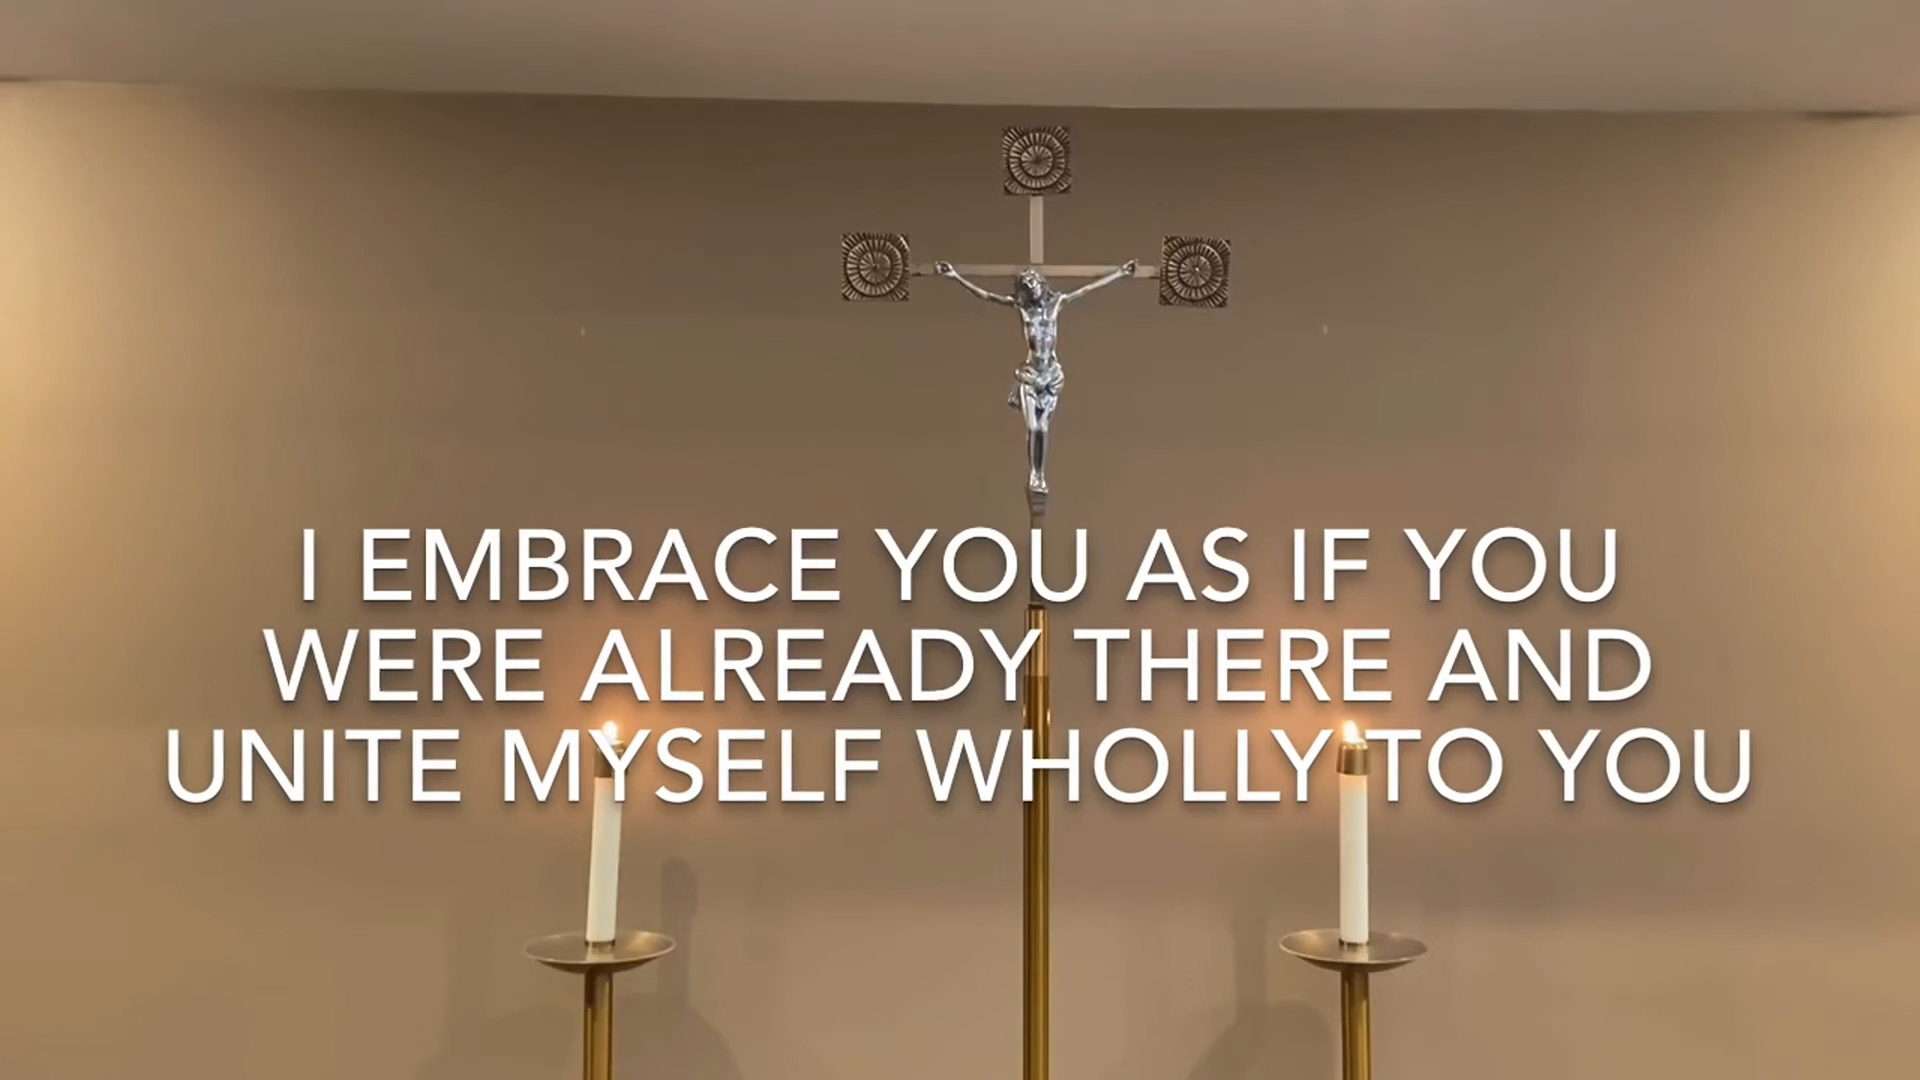 I EMBRACE YOU AS IF YOU
WERE ALREADY THERE AND
UNITE MYSELF WHOLLY TO YOU